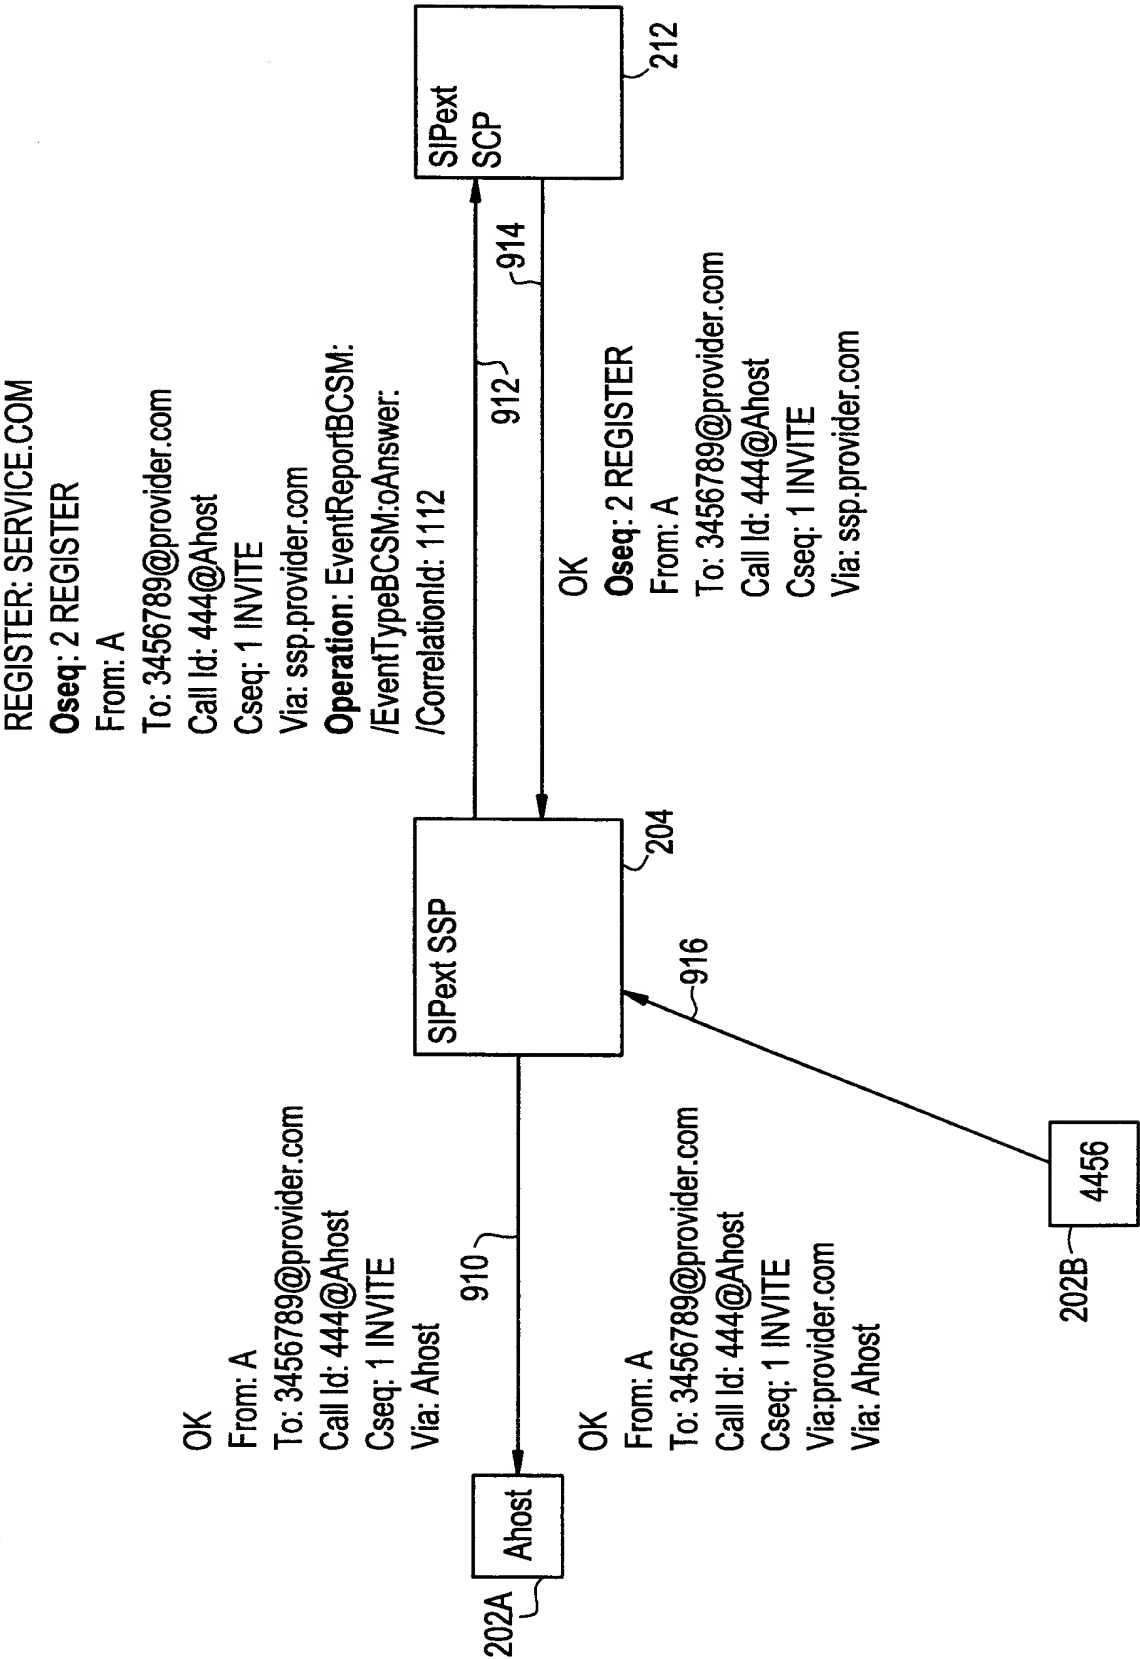 REGISTER: SERVICE.COM
Oseq: 2 REGISTER
From: A
To: 3456789@provider.com
Call Id: 444@Ahost
Cseq: 1 INVITE
Via: ssp.provider.com
Operation: EventReportBCSM:
/EventTypeBCSM:oAnswer:
/CorrelationId: 1112
OK
From: A
To: 3456789@provider.com
Call Id: 444@Ahost
Cseq: 1 INVITE
Via: Ahost
202A
Ahost
910
SIPext SSP
204
912
914
SIPext
SCP
212
OK
Oseq: 2 REGISTER
From: A
To: 3456789@provider.com
Call Id: 444@Ahost
Cseq: 1 INVITE
Via: ssp.provider.com
OK
From: A
To: 3456789@provider.com
Call Id: 444@Ahost
Cseq: 1 INVITE
Via:provider.com
Via: Ahost
916
202B
4456